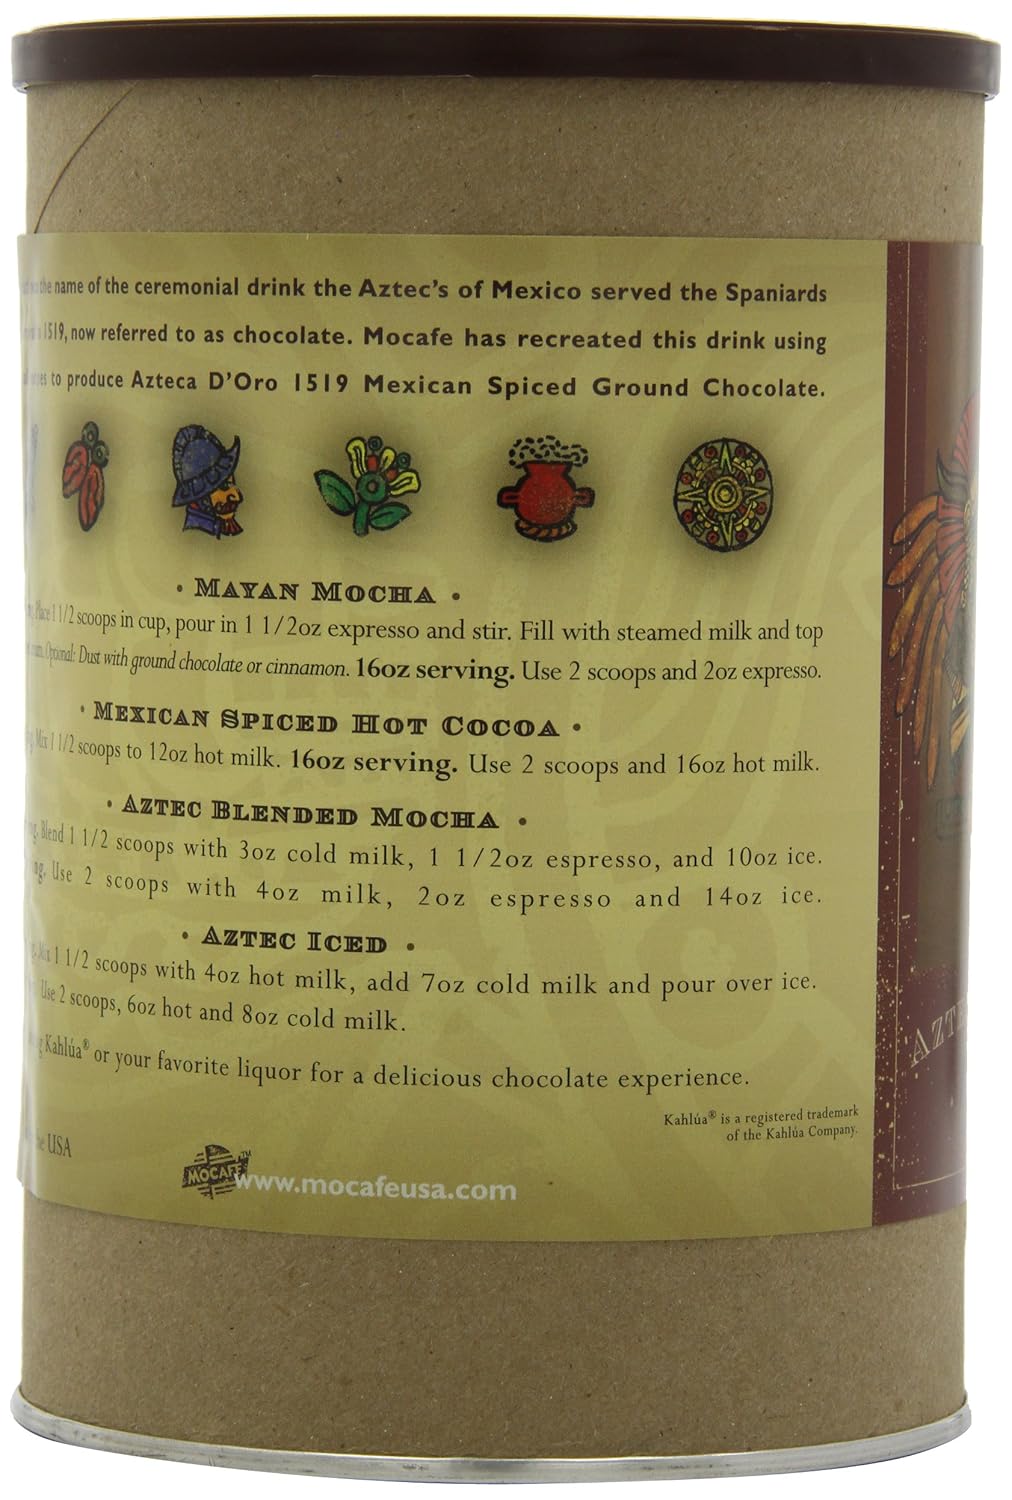 the name of the ceremonial drink the Aztec's of Mexico served the Spaniards
1519, now referred to as chocolate. Mocafe has recreated this drink using
to produce Azteca D'Oro 1519 Mexican Spiced Ground Chocolate.
• Mayan Mocha •
Place 1 1/2 scoops in cup, pour in 1 1/2oz expresso and stir. Fill with steamed milk and top
Optional: Dust with ground chocolate or cinnamon. 16oz serving. Use 2 scoops and 2oz expresso.
• Mexican Spiced Hot Cocoa •
Mix 1 1/2 scoops to 12oz hot milk. 16oz serving. Use 2 scoops and 16oz hot milk.
• Aztec Blended Mocha •
Blend 1 1/2 scoops with 3oz cold milk, 1 1/2oz espresso, and 10oz ice.
Use 2 scoops with 4oz milk, 2oz espresso and 14oz ice.
• Aztec Iced •
Mix 1 1/2 scoops with 4oz hot milk, add 7oz cold milk and pour over ice.
Use 2 scoops, 6oz hot and 8oz cold milk.
Kahlúa® or your favorite liquor for a delicious chocolate experience.
Kahlúa® is a registered trademark
of the Kahlúa Company.
USA
MOCAFE™
www.mocafeusa.com
AZT